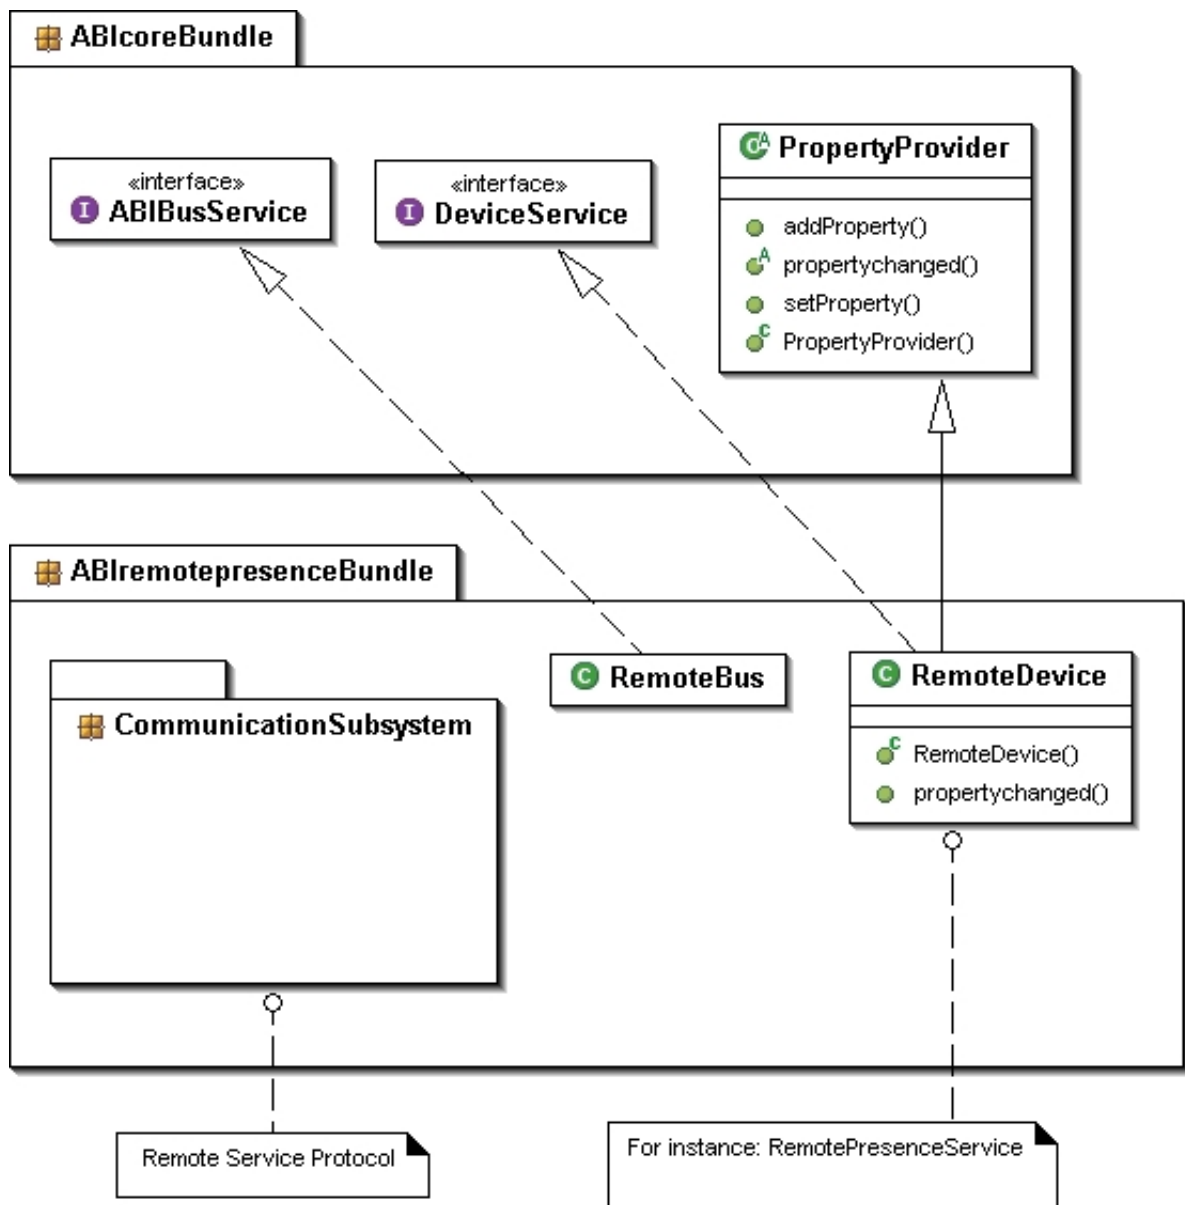 ABIcoreBundle
«interface»
ABIBusService
«interface»
DeviceService
PropertyProvider
addProperty()
propertychanged()
setProperty()
PropertyProvider()
ABIremotepresenceBundle
CommunicationSubsystem
RemoteBus
RemoteDevice
RemoteDevice()
propertychanged()
Remote Service Protocol
For instance: RemotePresenceService